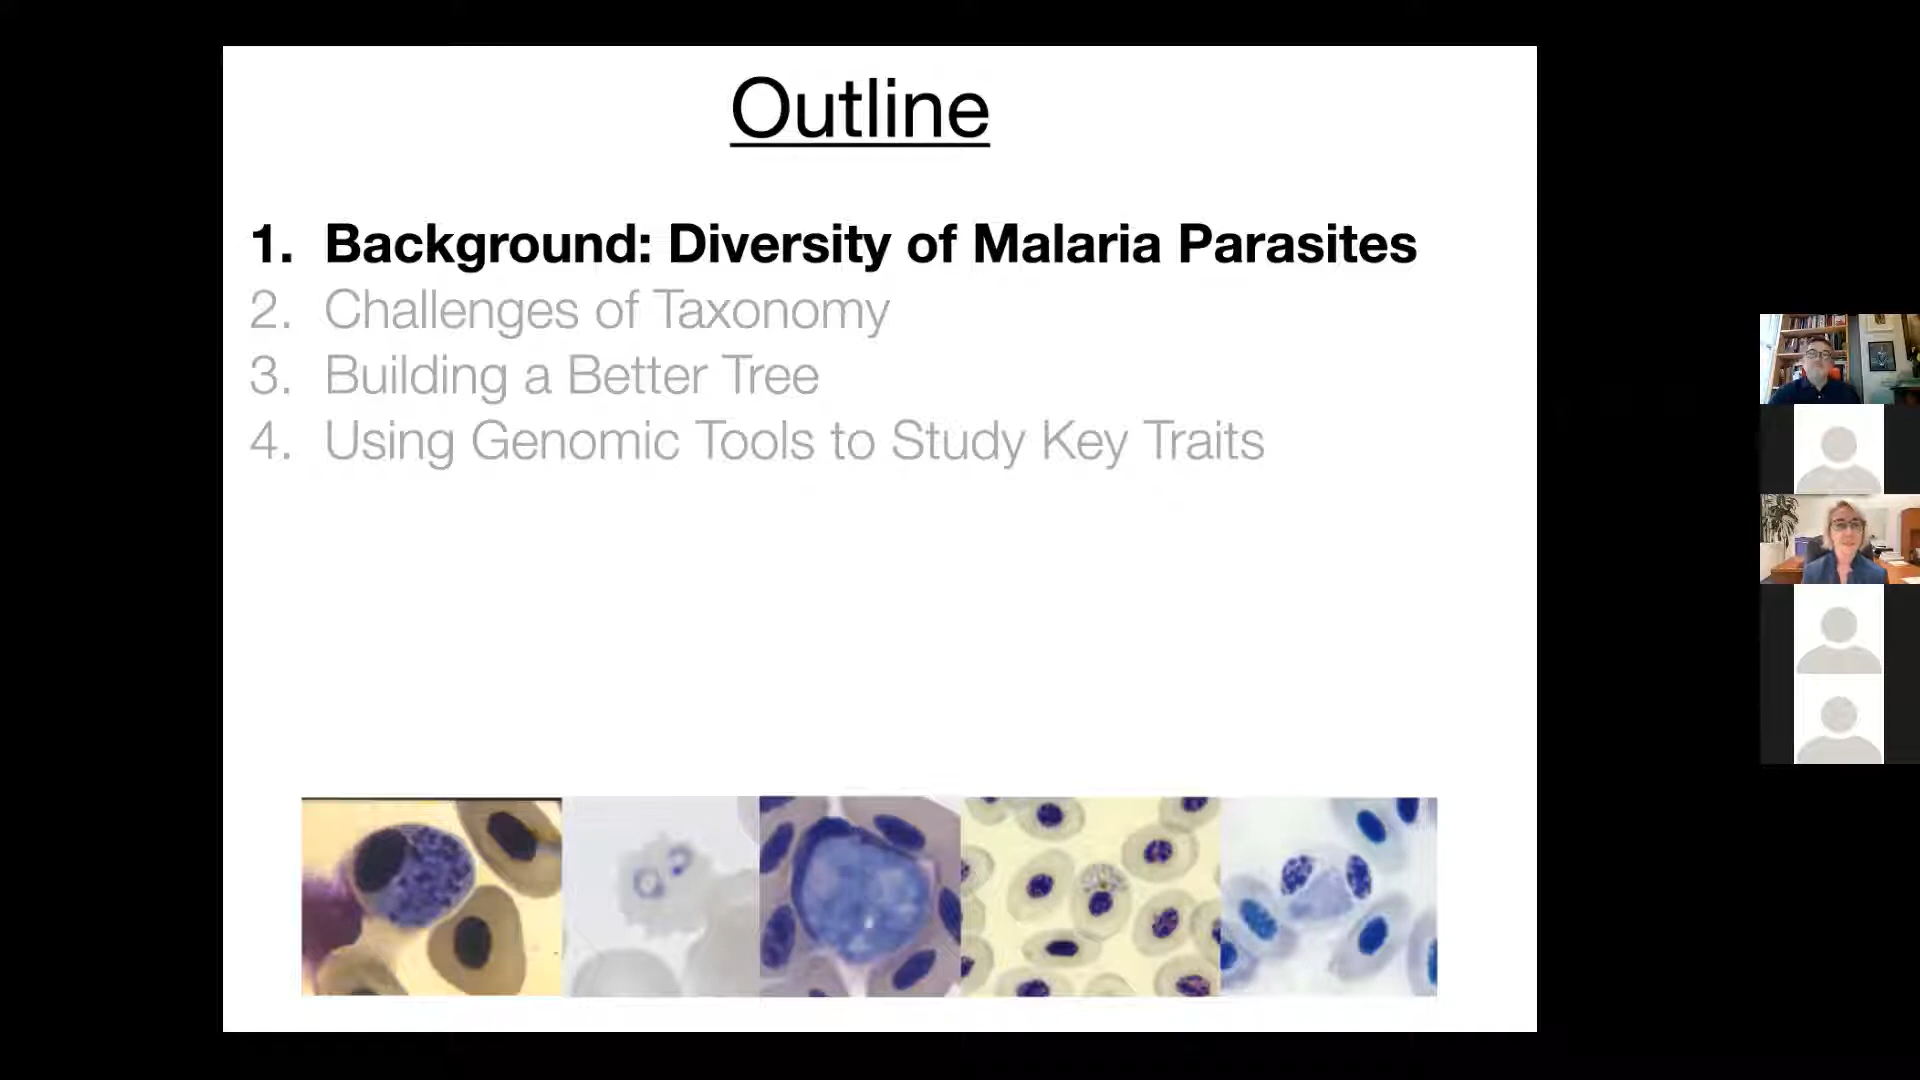 Outline
1. Background: Diversity of Malaria Parasites
2. Challenges of Taxonomy
3. Building a Better Tree
4. Using Genomic Tools to Study Key Traits